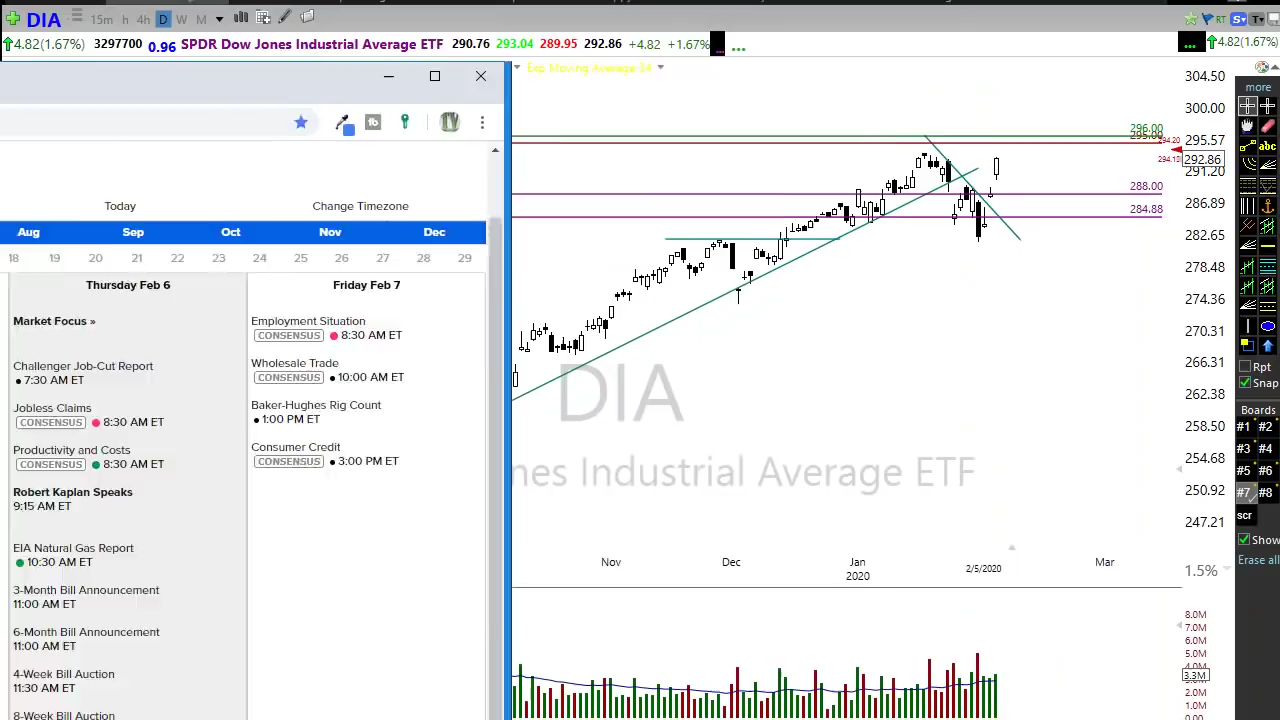 DIA
15m h 4h D W M
RT S T
4.82(1.67%) 3297700 0.96 SPDR Dow Jones Industrial Average ETF 290.76 293.04 289.95 292.86 +4.82 +1.67% ... 4.82(1.67%)
Exp Moving Average 34
Today Change Timezone
Aug Sep Oct Nov Dec
18 19 20 21 22 23 24 25 26 27 28 29
Thursday Feb 6
Market Focus »
Challenger Job-Cut Report
7:30 AM ET
Jobless Claims
CONSENSUS 8:30 AM ET
Productivity and Costs
CONSENSUS 8:30 AM ET
Robert Kaplan Speaks
9:15 AM ET
EIA Natural Gas Report
10:30 AM ET
3-Month Bill Announcement
11:00 AM ET
6-Month Bill Announcement
11:00 AM ET
4-Week Bill Auction
11:30 AM ET
8-Week Bill Auction
Friday Feb 7
Employment Situation
CONSENSUS 8:30 AM ET
Wholesale Trade
CONSENSUS 10:00 AM ET
Baker-Hughes Rig Count
1:00 PM ET
Consumer Credit
CONSENSUS 3:00 PM ET
296.00
295.00
294.20
294.19
288.00
284.88
DIA
nes Industrial Average ETF
304.50
300.00
295.57
292.86
291.20
286.89
282.65
278.48
274.36
270.31
266.31
262.38
258.50
254.68
250.92
247.21
1.5%
Nov Dec Jan Mar
2020 2/5/2020
8.0M
7.0M
6.0M
5.0M
4.0M
3.3M
2.0M
1.0M
0.00
more
abc
Rpt
Snap
Boards
#1 #2
#3 #4
#5 #6
#7 #8
scr
Show
Erase all